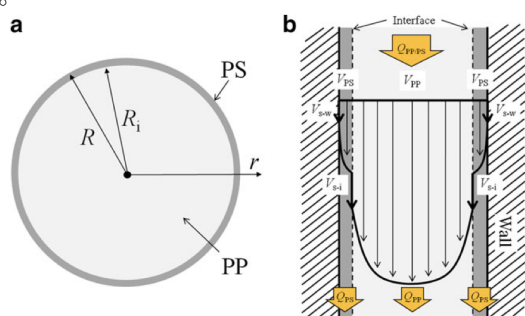 a
PS
R
Ri
r
PP
b
Interface
QPP/PS
VPS
VPP
VPS
Vs-w
Vs-w
Vs-i
Vs-i
Wall
QPS
QPP
QPS